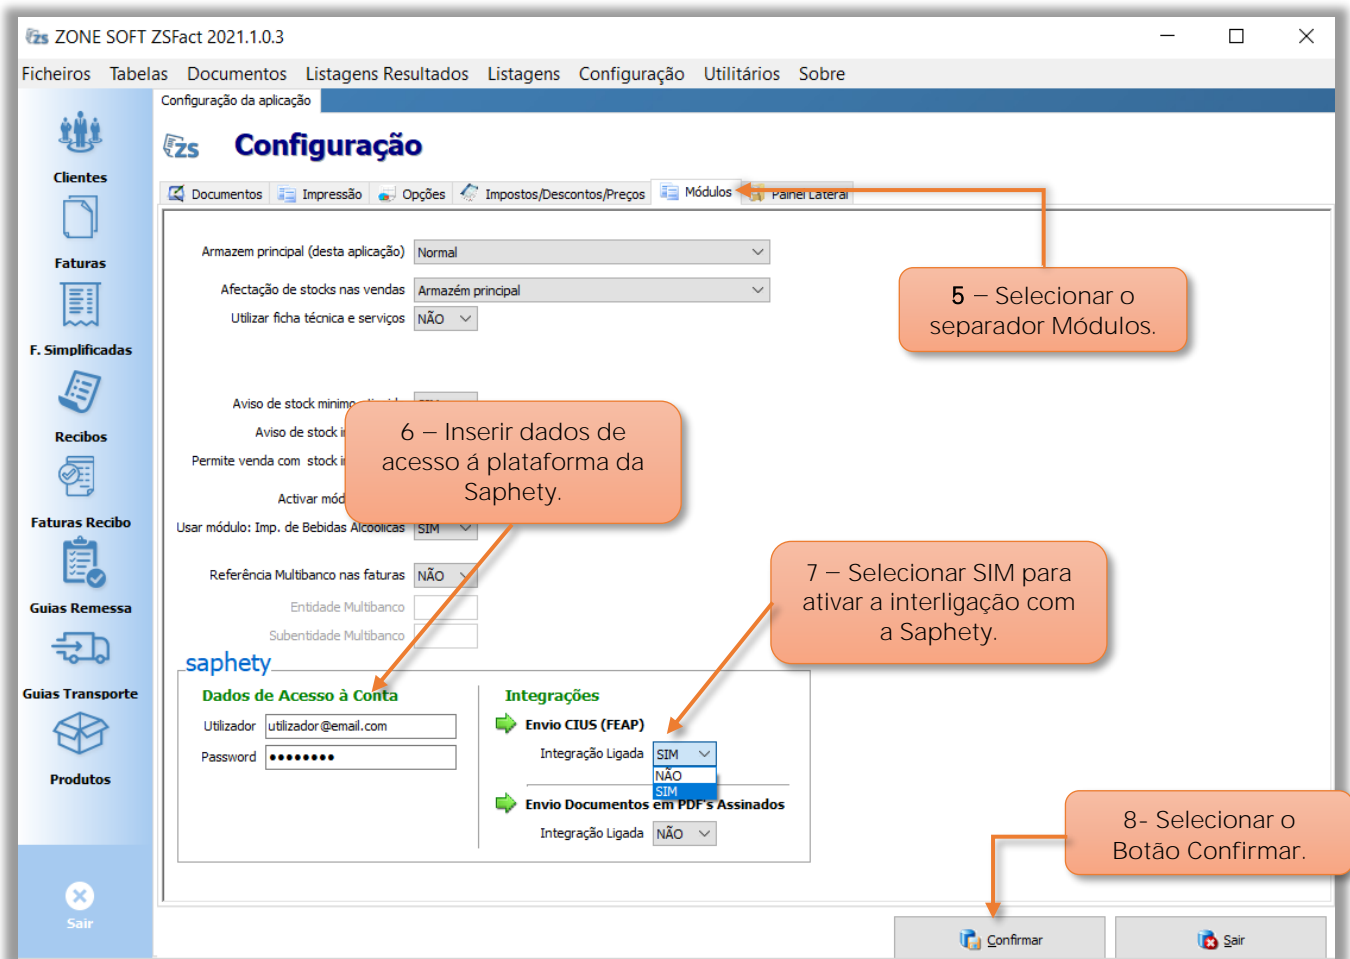 ZONE SOFT ZSFact 2021.1.0.3
Ficheiros Tabelas Documentos Listagens Resultados Listagens Configuração Utilitários Sobre
Configuração da aplicação
zs Configuração
Documentos Impressão Opções Impostos/Descontos/Preços Módulos Painel Lateral
Clientes
Faturas
F. Simplificadas
Recibos
Faturas Recibo
Guias Remessa
Guias Transporte
Produtos
Sair
Armazem principal (desta aplicação) Normal
Afectação de stocks nas vendas Armazém principal
Utilizar ficha técnica e serviços NÃO
5 – Selecionar o
separador Módulos.
Aviso de stock minimo
Aviso de stock
Permite venda com stock
Activar
Usar módulo: Imp. de Bebidas Alcoólicas SIM
6 – Inserir dados de
acesso á plataforma da
Saphety.
Referência Multibanco nas faturas NÃO
Entidade Multibanco
Subentidade Multibanco
7 – Selecionar SIM para
ativar a interligação com
a Saphety.
saphety
Dados de Acesso à Conta
Utilizador utilizador@email.com
Password ••••••••
Integrações
Envio CIUS (FEAP)
Integração Ligada SIM
NÃO
SIM
Envio Documentos em PDF's Assinados
Integração Ligada NÃO
8- Selecionar o
Botão Confirmar.
Confirmar Sair